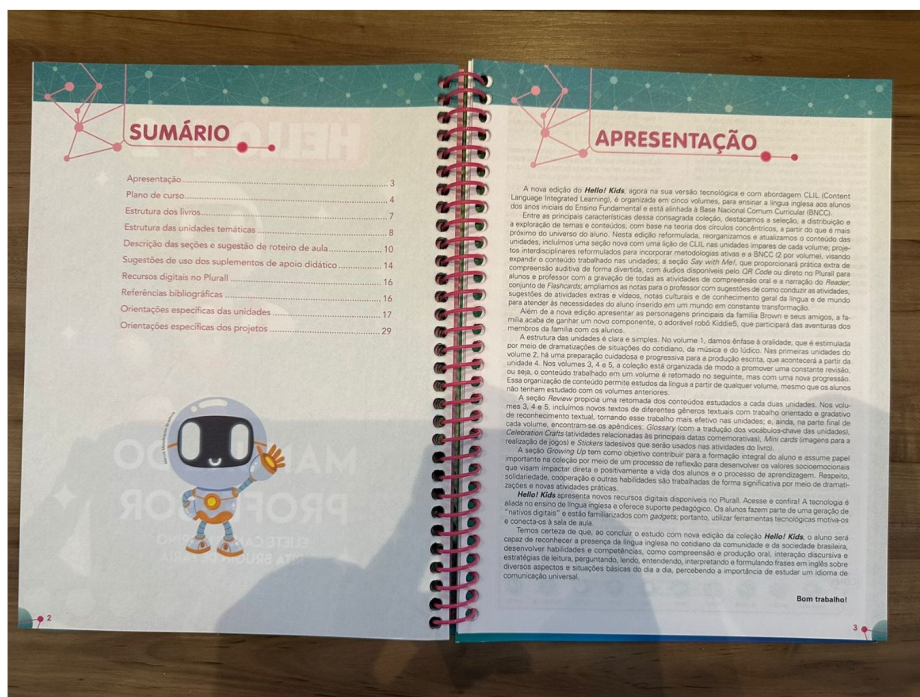 SUMÁRIO
Apresentação 3
Plano de curso 4
Estrutura dos livros 7
Estrutura das unidades temáticas 8
Descrição das seções e sugestão de roteiro de aula 10
Sugestões de uso dos suplementos de apoio didático 14
Recursos digitais no Plurall 16
Referências bibliográficas 16
Orientações específicas das unidades 17
Orientações específicas dos projetos 29
2
APRESENTAÇÃO
A nova edição do Hello! Kids, agora na sua versão tecnológica e com abordagem CLIL (Content
Language Integrated Learning), é organizada em cinco volumes, para ensinar a língua inglesa aos alunos
dos anos iniciais do Ensino Fundamental e está alinhada à Base Nacional Comum Curricular (BNCC).
Entre as principais características dessa consagrada coleção, destacamos a seleção, a distribuição e
a exploração de temas e conteúdos, com base na teoria dos círculos concêntricos, a partir do que é mais
próximo do universo do aluno. Nesta edição reformulada, reorganizamos e atualizamos o conteúdo das
unidades, incluímos uma seção nova com uma lição de CLIL nas unidades ímpares de cada volume; proje-
tos interdisciplinares reformulados para incorporar metodologias ativas e a BNCC (2 por volume), visando
expandir o conteúdo trabalhado nas unidades; a seção Say with Me!, que proporcionará prática extra de
compreensão auditiva de forma divertida, com áudios disponíveis pelo QR Code ou direto no Plurall para
alunos e professor com a gravação de todas as atividades de compreensão oral e a narração do Reader;
conjunto de Flashcards; ampliamos as notas para o professor com sugestões de como conduzir as atividades,
sugestões de atividades extras e vídeos, notas culturais e de conhecimento geral da língua e de mundo
para atender às necessidades do aluno inserido em um mundo em constante transformação.
Além de a nova edição apresentar as personagens principais da família Brown e seus amigos, a fa-
mília acaba de ganhar um novo componente, o adorável robô Kiddie5, que participará das aventuras dos
membros da família com os alunos.
A estrutura das unidades é clara e simples. No volume 1, damos ênfase à oralidade, que é estimulada
por meio de dramatizações de situações do cotidiano, da música e do lúdico. Nas primeiras unidades do
volume 2, há uma preparação cuidadosa e progressiva para a produção escrita, que acontecerá a partir da
unidade 4. Nos volumes 3, 4 e 5, a coleção está organizada de modo a promover uma constante revisão,
ou seja, o conteúdo trabalhado em um volume é retomado no seguinte, mas com uma nova progressão.
Essa organização de conteúdo permite estudos da língua a partir de qualquer volume, mesmo que os alunos
não tenham estudado com os volumes anteriores.
A seção Review propicia uma retomada dos conteúdos estudados a cada duas unidades. Nos volu-
mes 3, 4 e 5, incluímos novos textos de diferentes gêneros textuais com trabalho orientado e gradativo
de reconhecimento textual, tornando esse trabalho mais efetivo nas unidades; e, ainda, na parte final de
cada volume, encontram-se os apêndices: Glossary (com a tradução dos vocábulos-chave das unidades),
Celebration Crafts (atividades relacionadas às principais datas comemorativas), Mini cards (imagens para a
realização de jogos) e Stickers (adesivos que serão usados nas atividades do livro).
A seção Growing Up tem como objetivo contribuir para a formação integral do aluno e assume papel
importante na coleção por meio de um processo de reflexão para desenvolver os valores socioemocionais
que visam impactar direta e positivamente a vida dos alunos e o processo de aprendizagem. Respeito,
solidariedade, cooperação e outras habilidades são trabalhadas de forma significativa por meio de dramati-
zações e novas atividades práticas.
Hello! Kids apresenta novos recursos digitais disponíveis no Plurall. Acesse e confira! A tecnologia é
aliada no ensino de língua inglesa e oferece suporte pedagógico. Os alunos fazem parte de uma geração de
“nativos digitais” e estão familiarizados com gadgets; portanto, utilizar ferramentas tecnológicas motiva-os
e conecta-os à sala de aula.
Temos certeza de que, ao concluir o estudo com nova edição da coleção Hello! Kids, o aluno será
capaz de reconhecer a presença da língua inglesa no cotidiano da comunidade e da sociedade brasileira,
desenvolver habilidades e competências, como compreensão e produção oral, interação discursiva e
estratégias de leitura, perguntando, lendo, entendendo, interpretando e formulando frases em inglês sobre
diversos aspectos e situações básicas do dia a dia, percebendo a importância de estudar um idioma de
comunicação universal.
Bom trabalho!
3